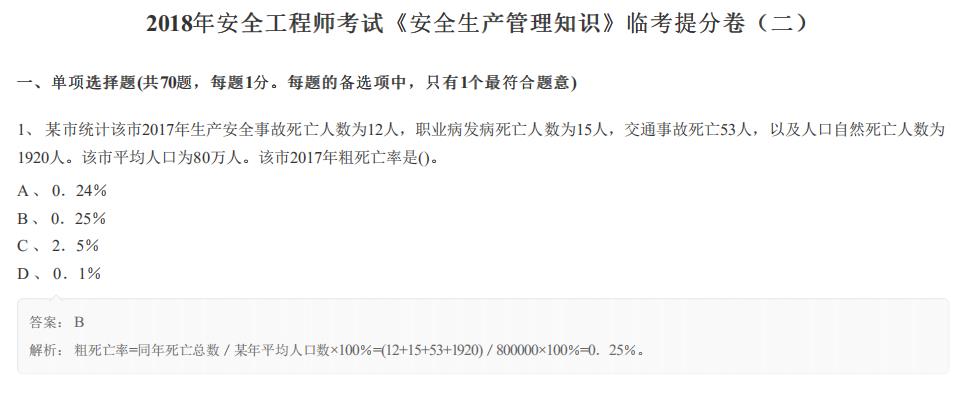 2018年安全工程师考试《安全生产管理知识》临考提分卷（二）
一、单项选择题(共70题，每题1分。每题的备选项中，只有1个最符合题意)
1、 某市统计该市2017年生产安全事故死亡人数为12人，职业病发病死亡人数为15人，交通事故死亡53人，以及人口自然死亡人数为
1920人。该市平均人口为80万人。该市2017年粗死亡率是()。
A 、 0．24%
B 、 0．25%
C 、 2．5%
D 、 0．1%
答案： B
解析： 粗死亡率=同年死亡总数 / 某年平均人口数×100%=(12+15+53+1920) / 800000×100%=0．25%。